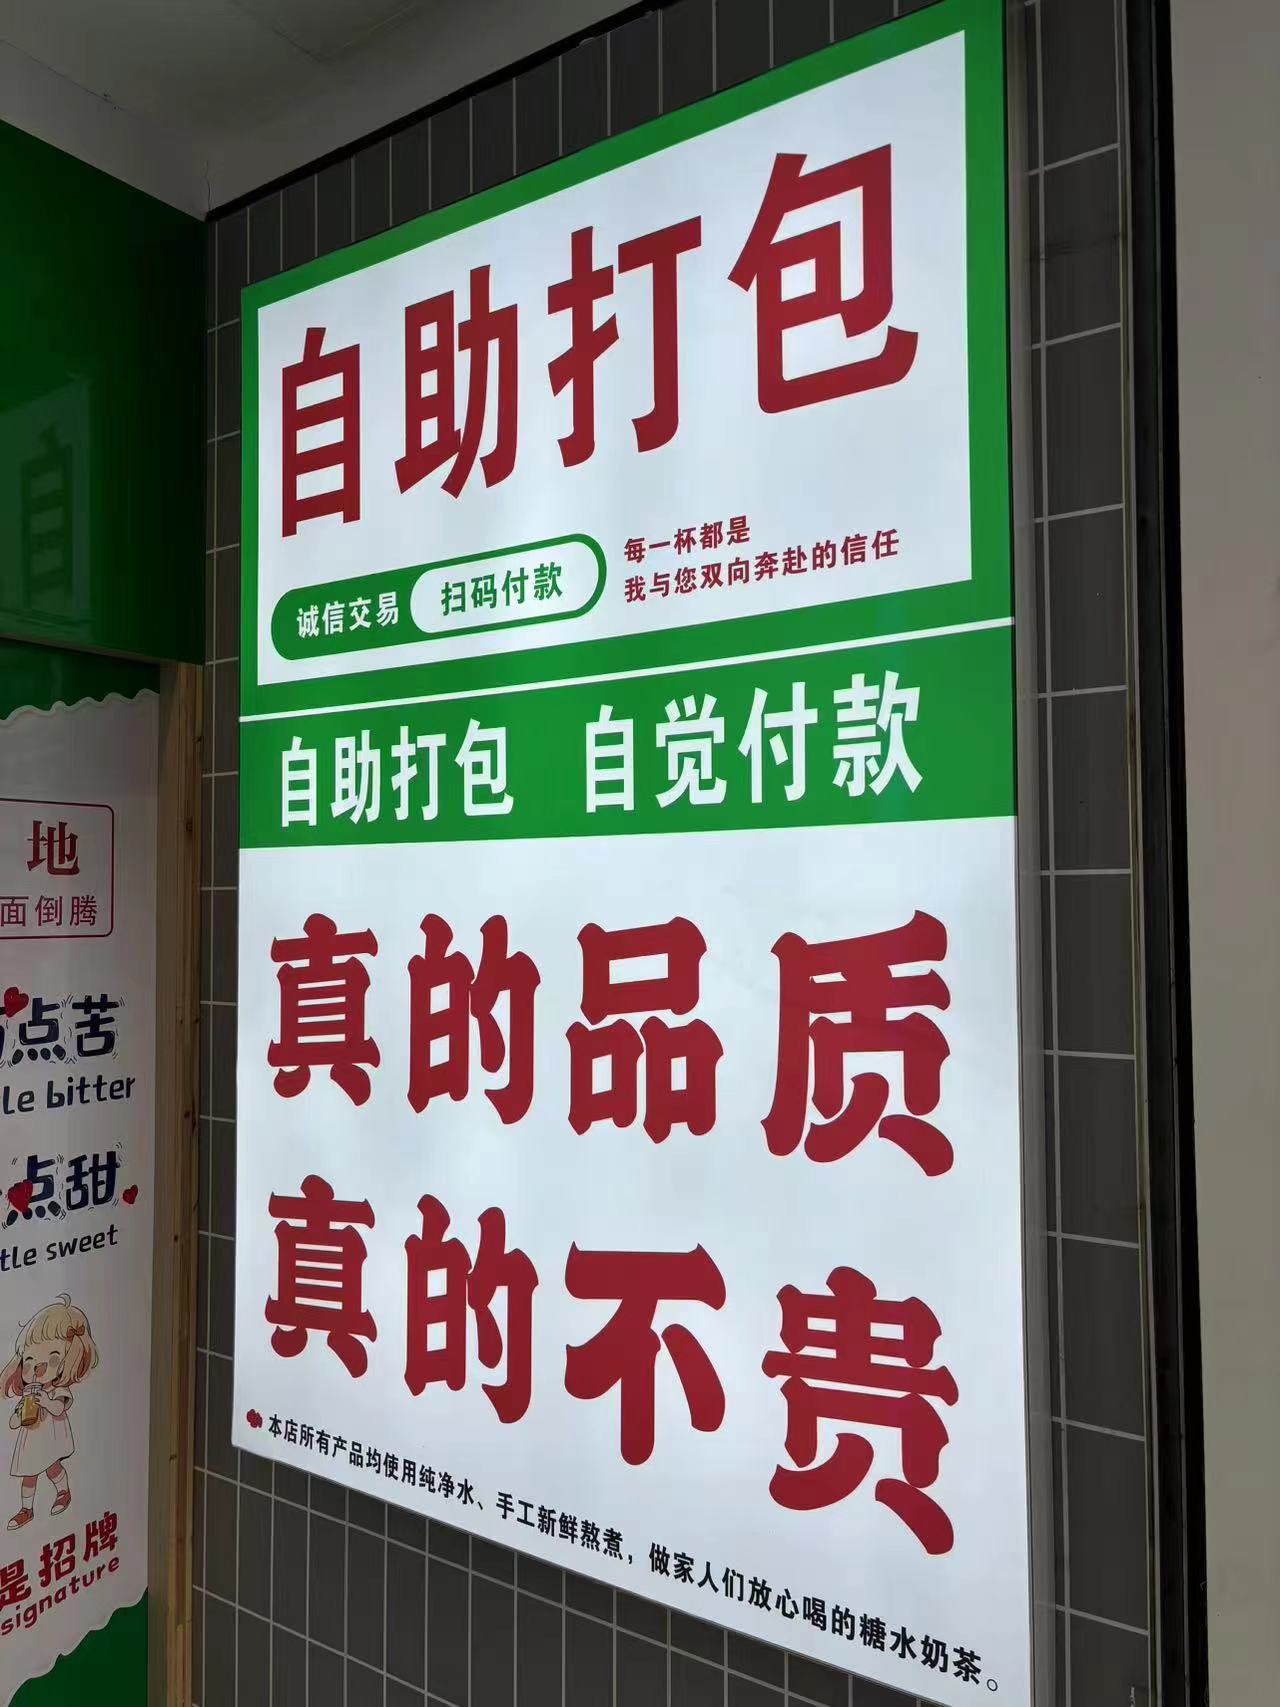 自助打包
诚信交易 扫码付款
每一杯都是
我与您双向奔赴的信任
自助打包 自觉付款
真的品质
真的不贵
本店所有产品均使用纯净水、手工新鲜熬煮，做家人们放心喝的糖水奶茶。
地
面倒腾
点苦
le bitter
点甜
tle sweet
是招牌
signature